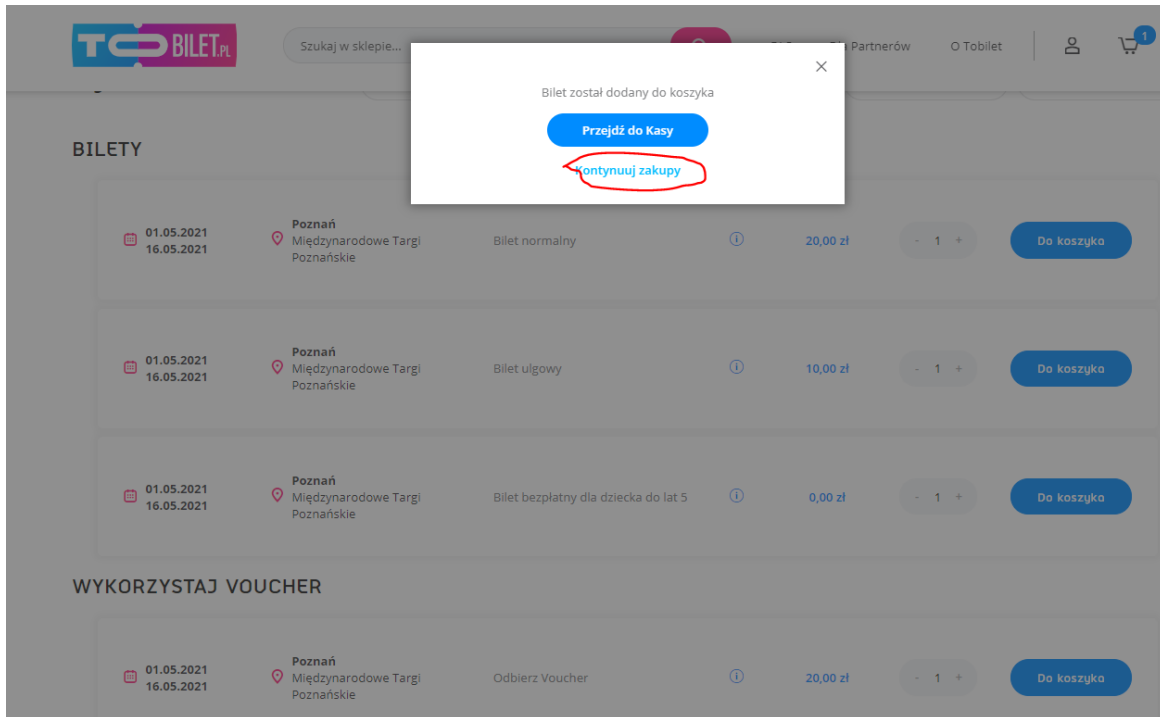 TOBILET.PL
Szukaj w sklepie...
Partnerów
O Tobilet
1
Bilet został dodany do koszyka
Przejdź do Kasy
Kontynuuj zakupy
BILETY
01.05.2021
16.05.2021
Poznań
Międzynarodowe Targi
Poznańskie
Bilet normalny
20,00 zł
- 1 +
Do koszyka
01.05.2021
16.05.2021
Poznań
Międzynarodowe Targi
Poznańskie
Bilet ulgowy
10,00 zł
- 1 +
Do koszyka
01.05.2021
16.05.2021
Poznań
Międzynarodowe Targi
Poznańskie
Bilet bezpłatny dla dziecka do lat 5
0,00 zł
- 1 +
Do koszyka
WYKORZYSTAJ VOUCHER
01.05.2021
16.05.2021
Poznań
Międzynarodowe Targi
Poznańskie
Odbierz Voucher
20,00 zł
- 1 +
Do koszyka